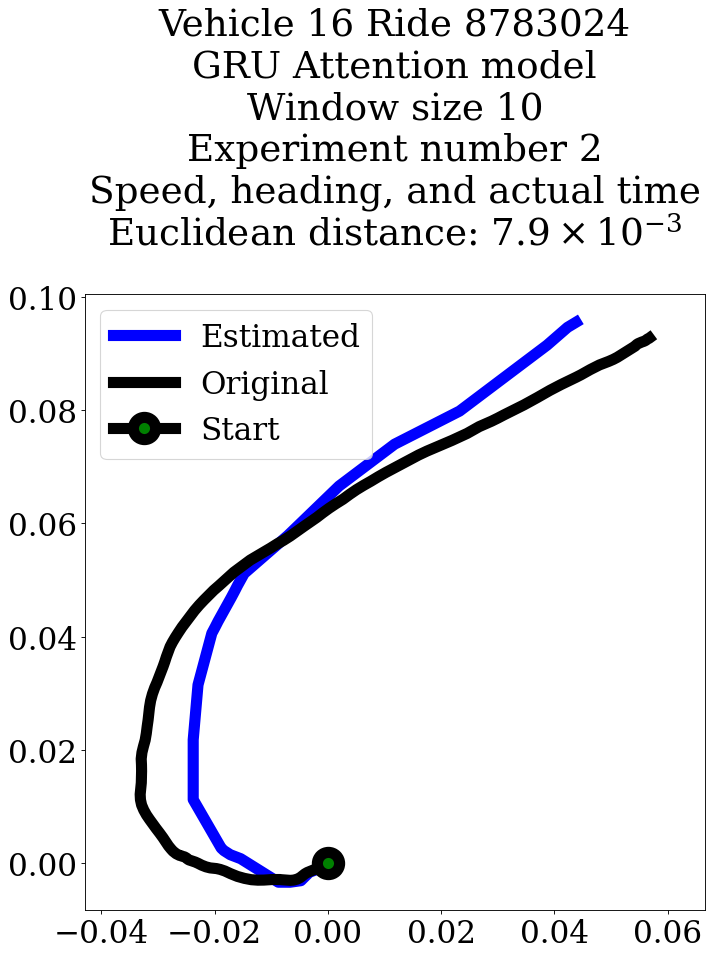 Vehicle 16 Ride 8783024
GRU Attention model
Window size 10
Experiment number 2
Speed, heading, and actual time
Euclidean distance: 7.9 × 10⁻³
0.10
0.08
0.06
0.04
0.02
0.00
Estimated
Original
Start
−0.04 −0.02 0.00 0.02 0.04 0.06